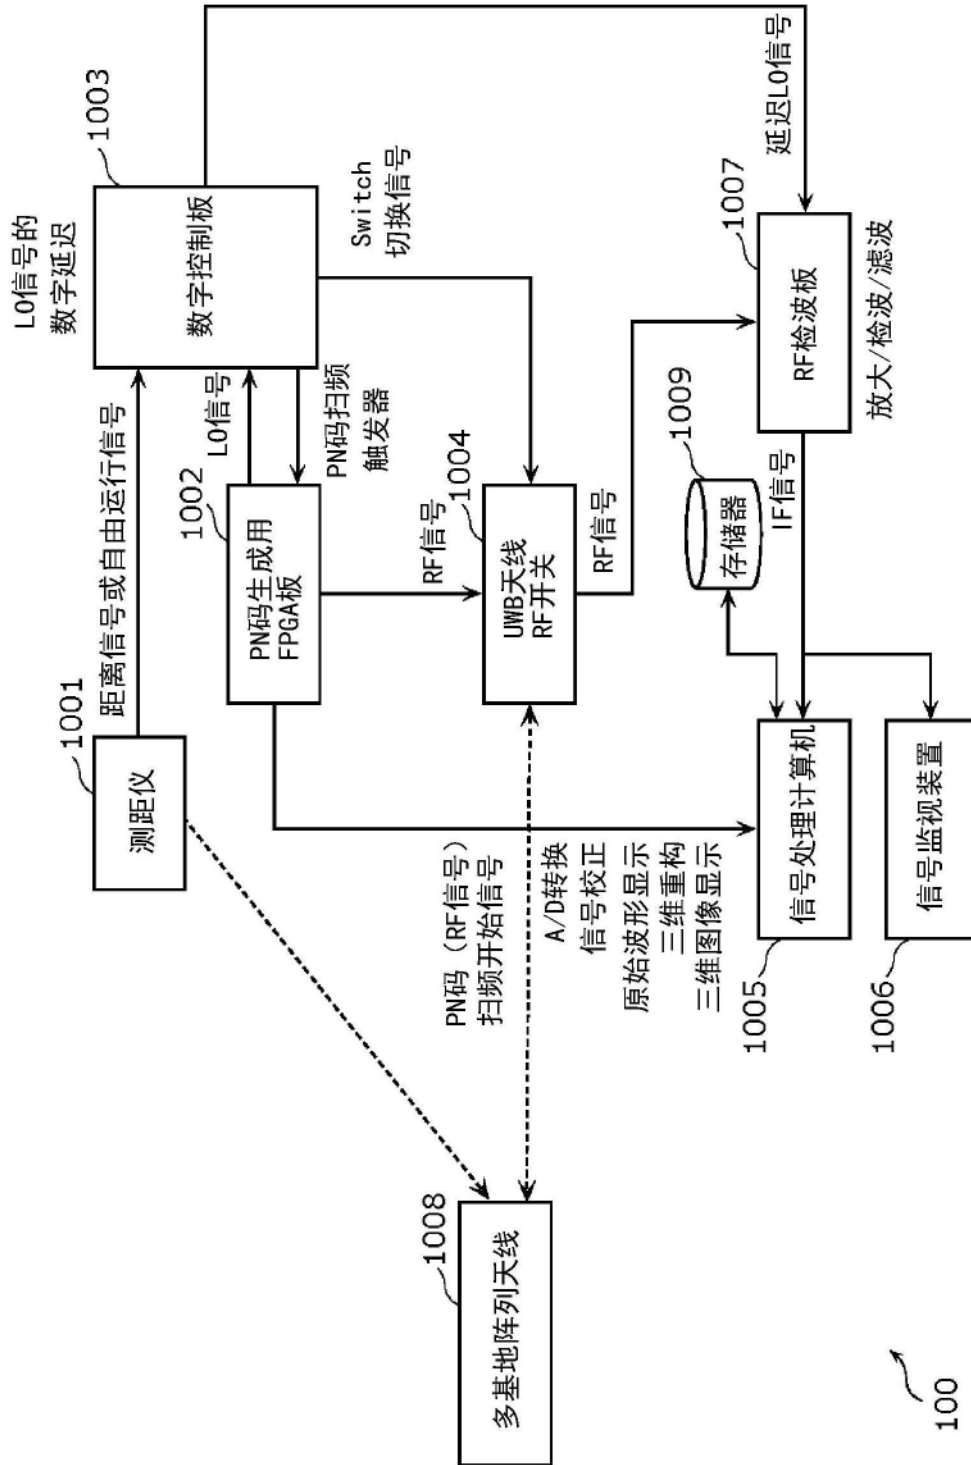 L0信号的
数字延迟
1003
数字控制板
距离信号或自由运行信号
1001
测距仪
L0信号
PN码扫频
触发器
Switch
切换信号
延迟L0信号
1002
PN码生成用
FPGA板
RF信号
1004
UWB天线
RF开关
RF信号
1007
RF检波板
放大/检波/滤波
1009
存储器
IF信号
PN码（RF信号）
扫频开始信号
A/D转换
信号校正
原始波形显示
三维重构
三维图像显示
1005
信号处理计算机
1006
信号监视装置
1008
多基地阵列天线
100